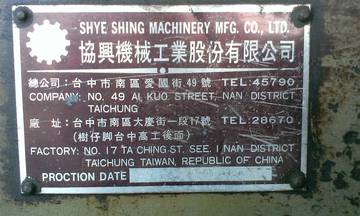 SHYE SHING MACHINERY MFG. CO., LTD.
協興機械工業股份有限公司
總公司：台中市南區愛國街49號 TEL:45790
COMPANY: NO. 49 AI KUO STREET, NAN DISTRICT
TAICHUNG
廠 址：台中市南區大慶街一段17號 TEL:28670
(樹仔脚台中高工後面)
FACTORY: NO. 17 TA CHING ST. SEE. I NAN DISTRICT
TAICHUNG TAIWAN, REPUBLIC OF CHINA
PROCTION DATE